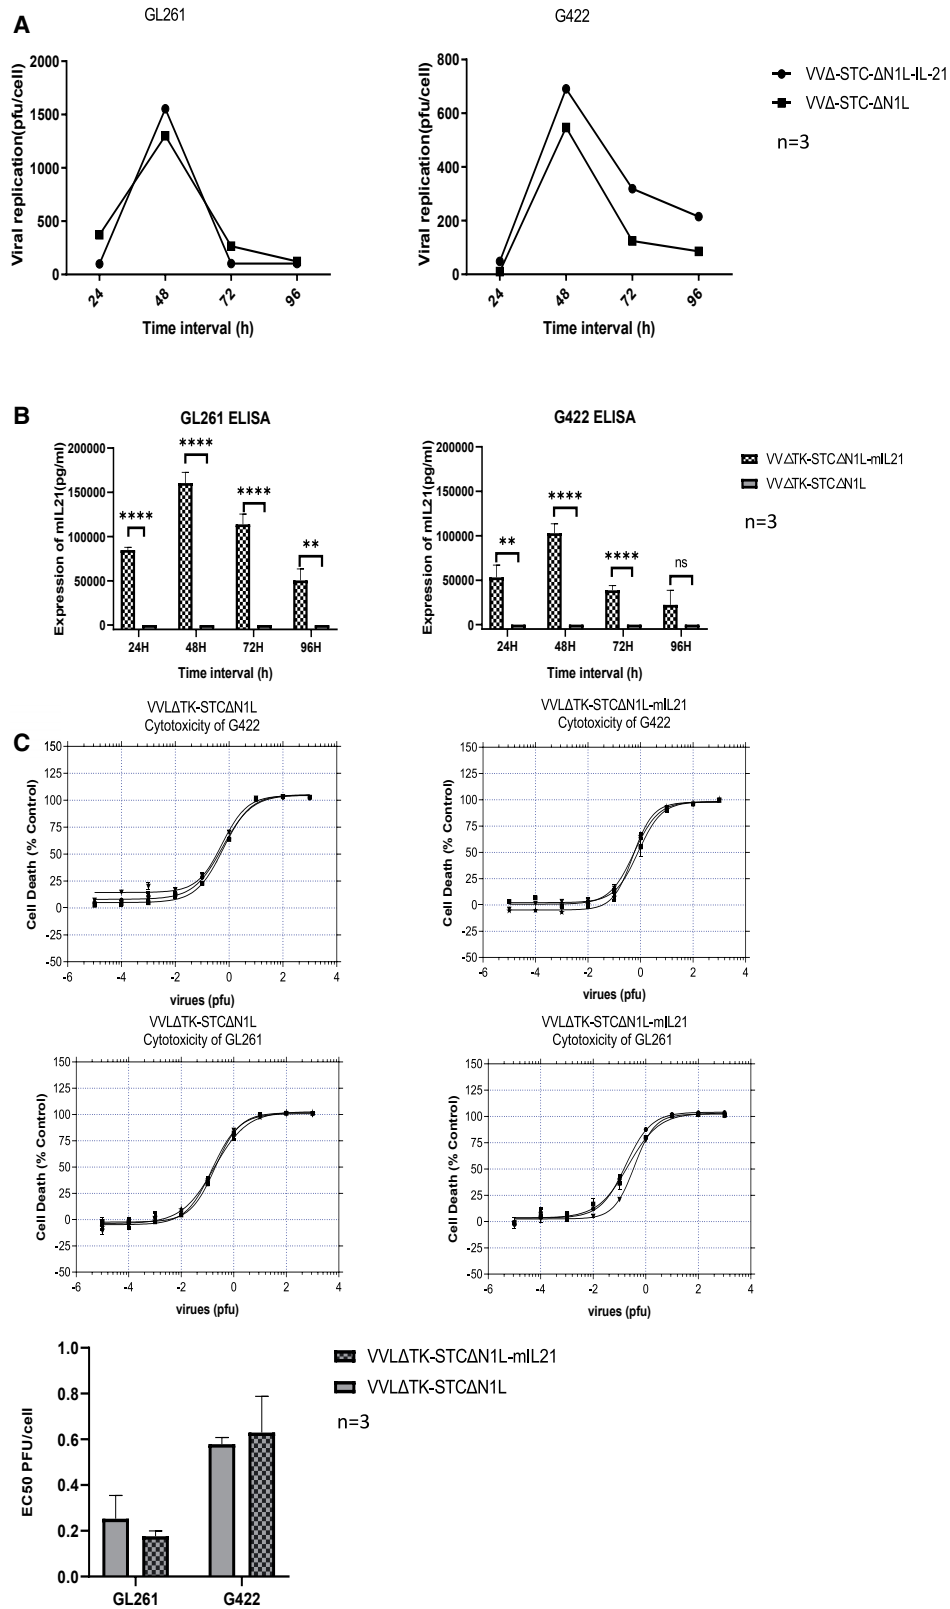 A
GL261
G422
Viral replication(pfu/cell)
2000
1500
1000
500
0
24
48
72
96
Time interval (h)
Viral replication(pfu/cell)
800
600
400
200
0
24
48
72
96
Time interval (h)
VVΔ-STC-ΔN1L-IL-21
VVΔ-STC-ΔN1L
n=3
B
GL261 ELISA
Expression of mIL21(pg/ml)
200000
150000
100000
50000
0
****
****
****
**
24H
48H
72H
96H
Time interval (h)
G422 ELISA
Expression of mIL21(pg/ml)
200000
150000
100000
50000
0
**
****
****
ns
24H
48H
72H
96H
Time interval (h)
VVΔTK-STCΔN1L-mIL21
VVΔTK-STCΔN1L
n=3
C
VVLΔTK-STCΔN1L
Cytotoxicity of G422
Cell Death (% Control)
150
125
100
75
50
25
0
-25
-50
-6
-4
-2
0
2
4
virues (pfu)
VVLΔTK-STCΔN1L-mIL21
Cytotoxicity of G422
Cell Death (% Control)
150
125
100
75
50
25
0
-25
-50
-6
-4
-2
0
2
4
virues (pfu)
VVLΔTK-STCΔN1L
Cytotoxicity of GL261
Cell Death (% Control)
150
125
100
75
50
25
0
-25
-50
-6
-4
-2
0
2
4
virues (pfu)
VVLΔTK-STCΔN1L-mIL21
Cytotoxicity of GL261
Cell Death (% Control)
150
125
100
75
50
25
0
-25
-50
-6
-4
-2
0
2
4
virues (pfu)
EC50 PFU/cell
1.0
0.8
0.6
0.4
0.2
0.0
GL261
G422
VVLΔTK-STCΔN1L-mIL21
VVLΔTK-STCΔN1L
n=3